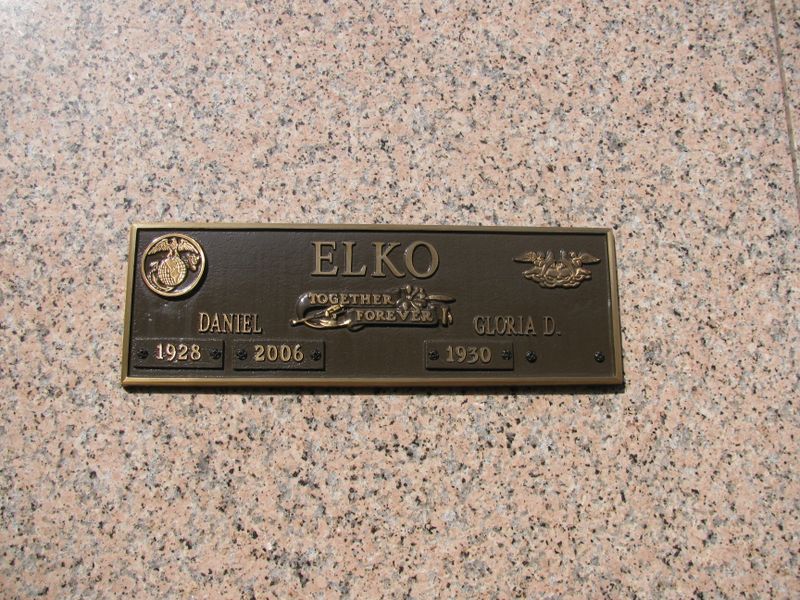 ELKO
TOGETHER
FOREVER
DANIEL
GLORIA D.
1928 2006
1930